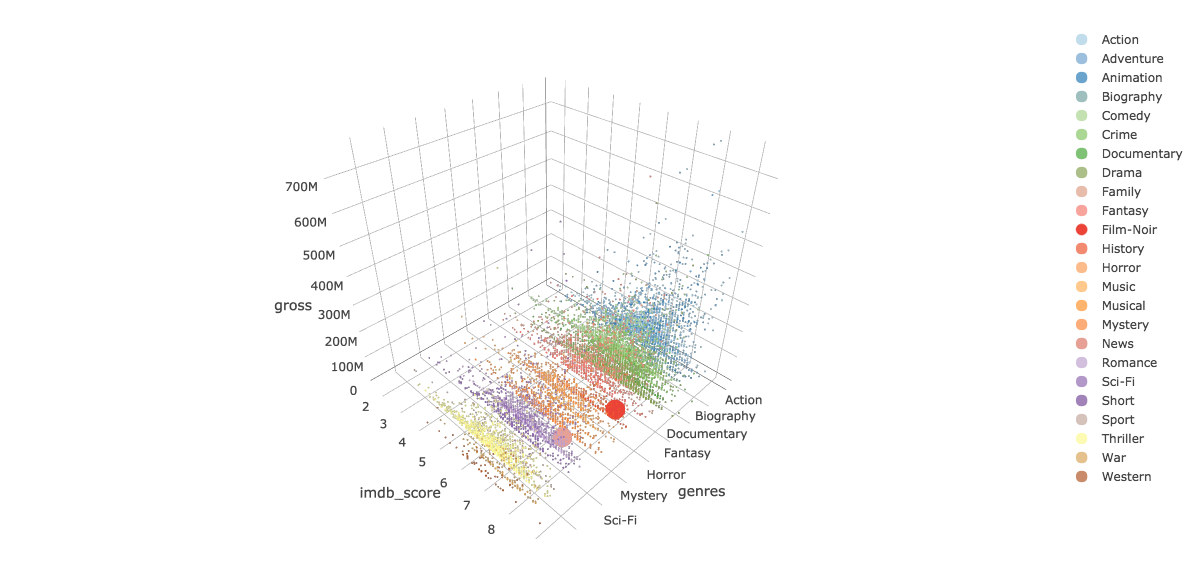 700M
600M
500M
400M
300M
200M
100M
0
gross
2
3
4
5
6
7
8
imdb_score
Action
Biography
Documentary
Fantasy
Horror
Mystery
Sci-Fi
genres
Action
Adventure
Animation
Biography
Comedy
Crime
Documentary
Drama
Family
Fantasy
Film-Noir
History
Horror
Music
Musical
Mystery
News
Romance
Sci-Fi
Short
Sport
Thriller
War
Western